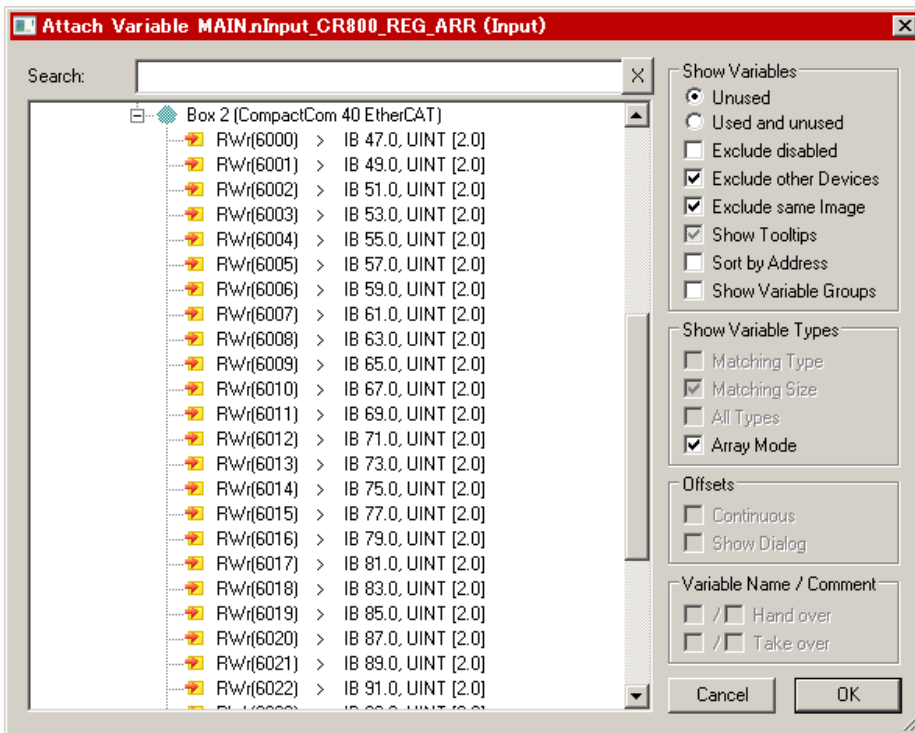 Attach Variable MAIN.nInput_CR800_REG_ARR (Input)
Search:
X
Box 2 (CompactCom 40 EtherCAT)
RWr(6000) > IB 47.0, UINT [2.0]
RWr(6001) > IB 49.0, UINT [2.0]
RWr(6002) > IB 51.0, UINT [2.0]
RWr(6003) > IB 53.0, UINT [2.0]
RWr(6004) > IB 55.0, UINT [2.0]
RWr(6005) > IB 57.0, UINT [2.0]
RWr(6006) > IB 59.0, UINT [2.0]
RWr(6007) > IB 61.0, UINT [2.0]
RWr(6008) > IB 63.0, UINT [2.0]
RWr(6009) > IB 65.0, UINT [2.0]
RWr(6010) > IB 67.0, UINT [2.0]
RWr(6011) > IB 69.0, UINT [2.0]
RWr(6012) > IB 71.0, UINT [2.0]
RWr(6013) > IB 73.0, UINT [2.0]
RWr(6014) > IB 75.0, UINT [2.0]
RWr(6015) > IB 77.0, UINT [2.0]
RWr(6016) > IB 79.0, UINT [2.0]
RWr(6017) > IB 81.0, UINT [2.0]
RWr(6018) > IB 83.0, UINT [2.0]
RWr(6019) > IB 85.0, UINT [2.0]
RWr(6020) > IB 87.0, UINT [2.0]
RWr(6021) > IB 89.0, UINT [2.0]
RWr(6022) > IB 91.0, UINT [2.0]
Show Variables
Unused
Used and unused
Exclude disabled
Exclude other Devices
Exclude same Image
Show Tooltips
Sort by Address
Show Variable Groups
Show Variable Types
Matching Type
Matching Size
All Types
Array Mode
Offsets
Continuous
Show Dialog
Variable Name / Comment
/ Hand over
/ Take over
Cancel
OK